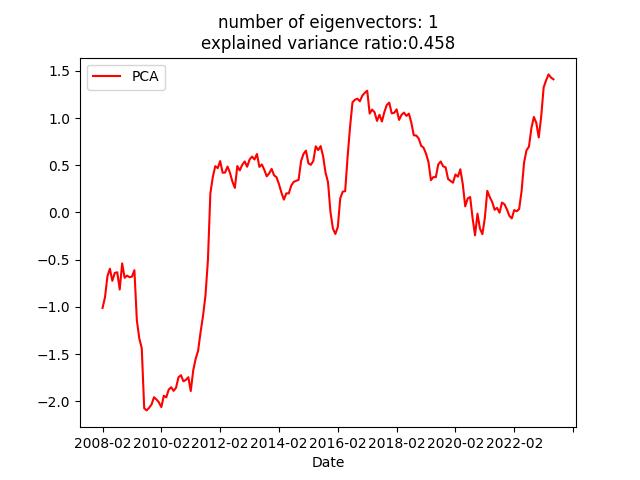 number of eigenvectors: 1
explained variance ratio:0.458
PCA
1.5
1.0
0.5
0.0
−0.5
−1.0
−1.5
−2.0
2008-02 2010-02 2012-02 2014-02 2016-02 2018-02 2020-02 2022-02
Date